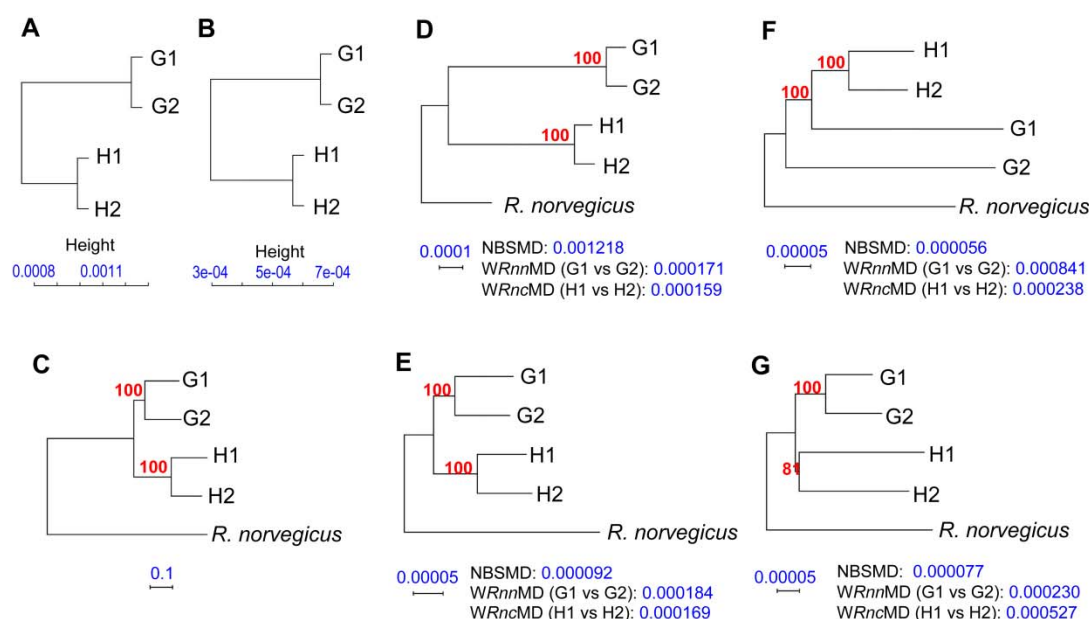 A
G1
G2
H1
H2
Height
0.0008 0.0011
B
G1
G2
H1
H2
Height
3e-04 5e-04 7e-04
D
100
G1
G2
100
H1
H2
R. norvegicus
0.0001
NBSMD: 0.001218
WRnnMD (G1 vs G2): 0.000171
WRncMD (H1 vs H2): 0.000159
F
100
H1
H2
100
G1
G2
R. norvegicus
0.00005
NBSMD: 0.000056
WRnnMD (G1 vs G2): 0.000841
WRncMD (H1 vs H2): 0.000238
C
100
G1
G2
100
H1
H2
R. norvegicus
0.1
E
100
G1
G2
100
H1
H2
R. norvegicus
0.00005
NBSMD: 0.000092
WRnnMD (G1 vs G2): 0.000184
WRncMD (H1 vs H2): 0.000169
G
100
G1
G2
81
H1
H2
R. norvegicus
0.00005
NBSMD: 0.000077
WRnnMD (G1 vs G2): 0.000230
WRncMD (H1 vs H2): 0.000527